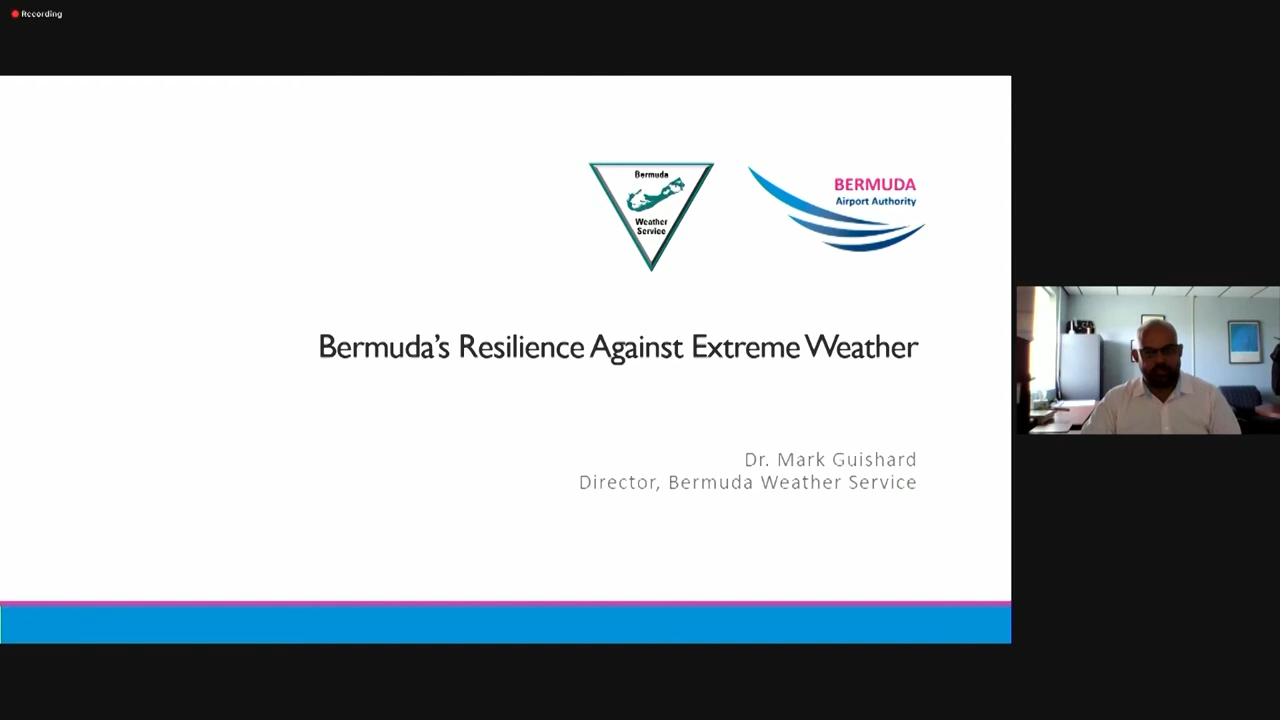 Recording
Bermuda
Weather
Service
BERMUDA
Airport Authority
Bermuda's Resilience Against Extreme Weather
Dr. Mark Guishard
Director, Bermuda Weather Service